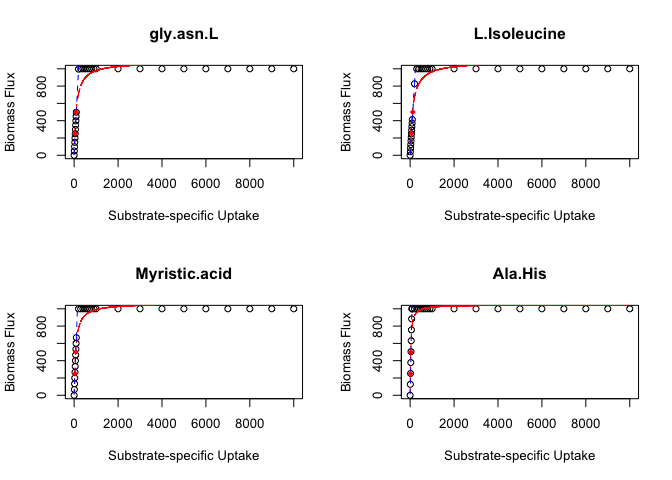 gly.asn.L
Biomass Flux
0 400 800
0 2000 4000 6000 8000
Substrate-specific Uptake
L.Isoleucine
Biomass Flux
0 400 800
0 2000 4000 6000 8000
Substrate-specific Uptake
Myristic.acid
Biomass Flux
0 400 800
0 2000 4000 6000 8000
Substrate-specific Uptake
Ala.His
Biomass Flux
0 400 800
0 2000 4000 6000 8000
Substrate-specific Uptake